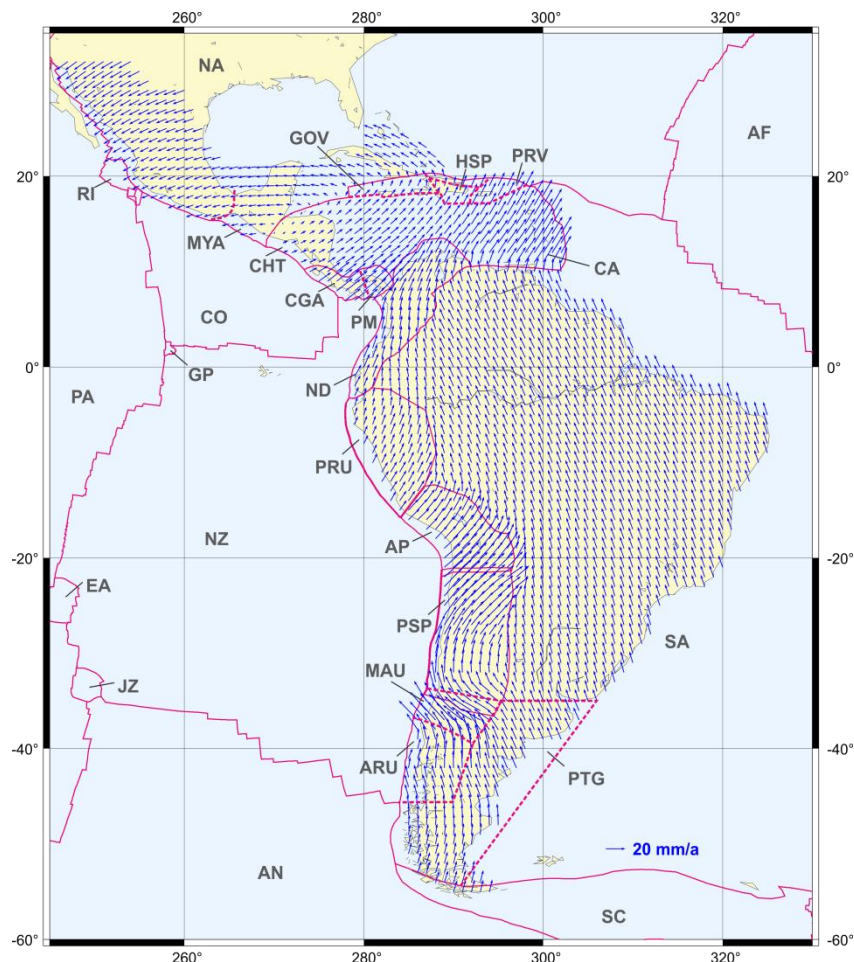 260° 280° 300° 320°
NA
AF
GOV HSP PRV
20° 20°
RI
MYA
CHT CA
CGA
CO PM
0° 0°
GP
PA ND
PRU
NZ
AP
-20° -20°
EA
PSP
SA
MAU
JZ
-40° -40°
ARU PTG
20 mm/a
AN
SC
-60° -60°
260° 280° 300° 320°